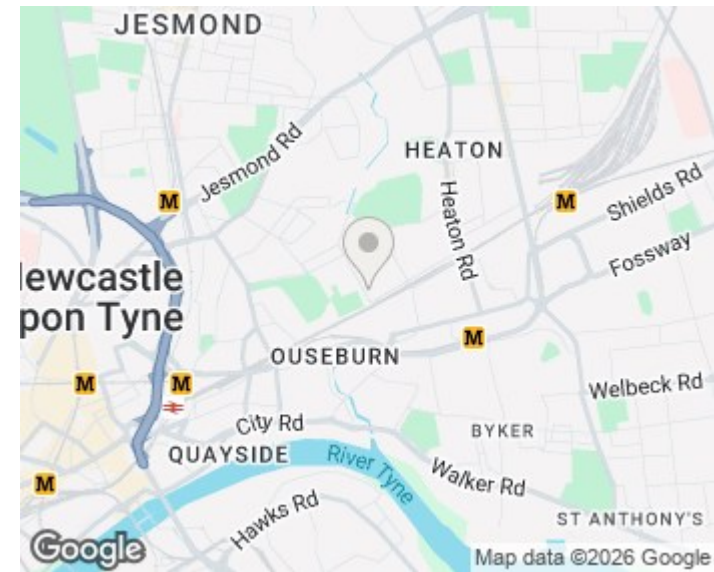 JESMOND
HEATON
Jesmond Rd
M
M
Heaton Rd
Shields Rd
Fossway
lewcastle
pon Tyne
M
OUSEBURN
M
M
Welbeck Rd
City Rd
BYKER
QUAYSIDE
River Tyne
Walker Rd
M
Hawks Rd
ST ANTHONY'S
Google
Map data ©2026 Google